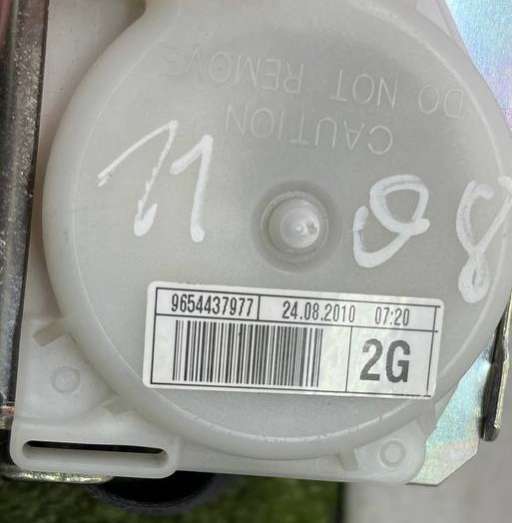 CAUTION
DO NOT REMOVE
11 08
9654437977 24.08.2010 07:20
2G